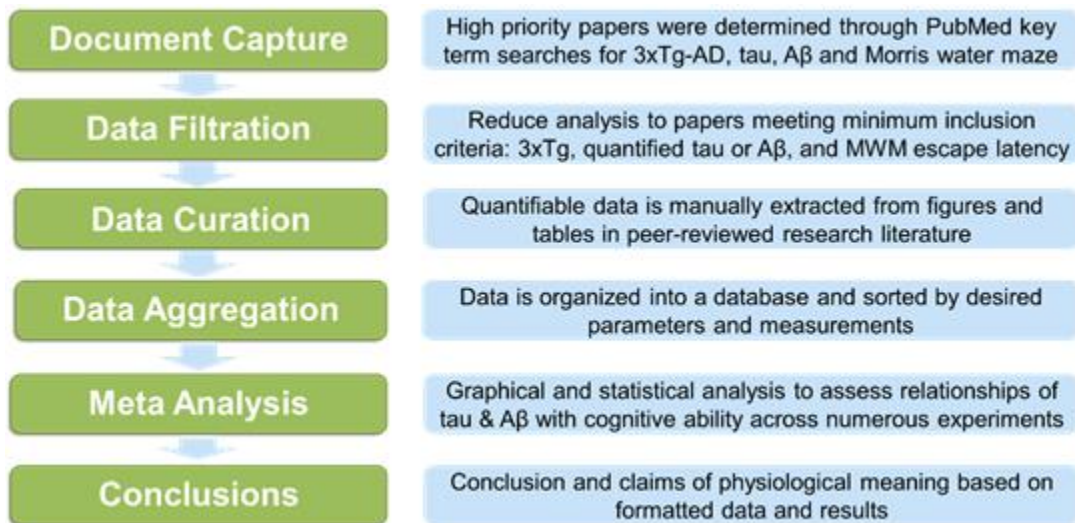 Document Capture
High priority papers were determined through PubMed key
term searches for 3xTg-AD, tau, Aβ and Morris water maze
Data Filtration
Reduce analysis to papers meeting minimum inclusion
criteria: 3xTg, quantified tau or Aβ, and MWM escape latency
Data Curation
Quantifiable data is manually extracted from figures and
tables in peer-reviewed research literature
Data Aggregation
Data is organized into a database and sorted by desired
parameters and measurements
Meta Analysis
Graphical and statistical analysis to assess relationships of
tau & Aβ with cognitive ability across numerous experiments
Conclusions
Conclusion and claims of physiological meaning based on
formatted data and results